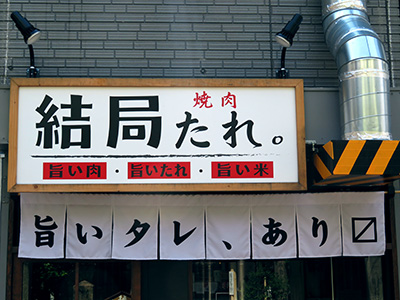 焼肉
結局たれ。
旨い肉・旨いたれ・旨い米
旨いタレ、あり〼